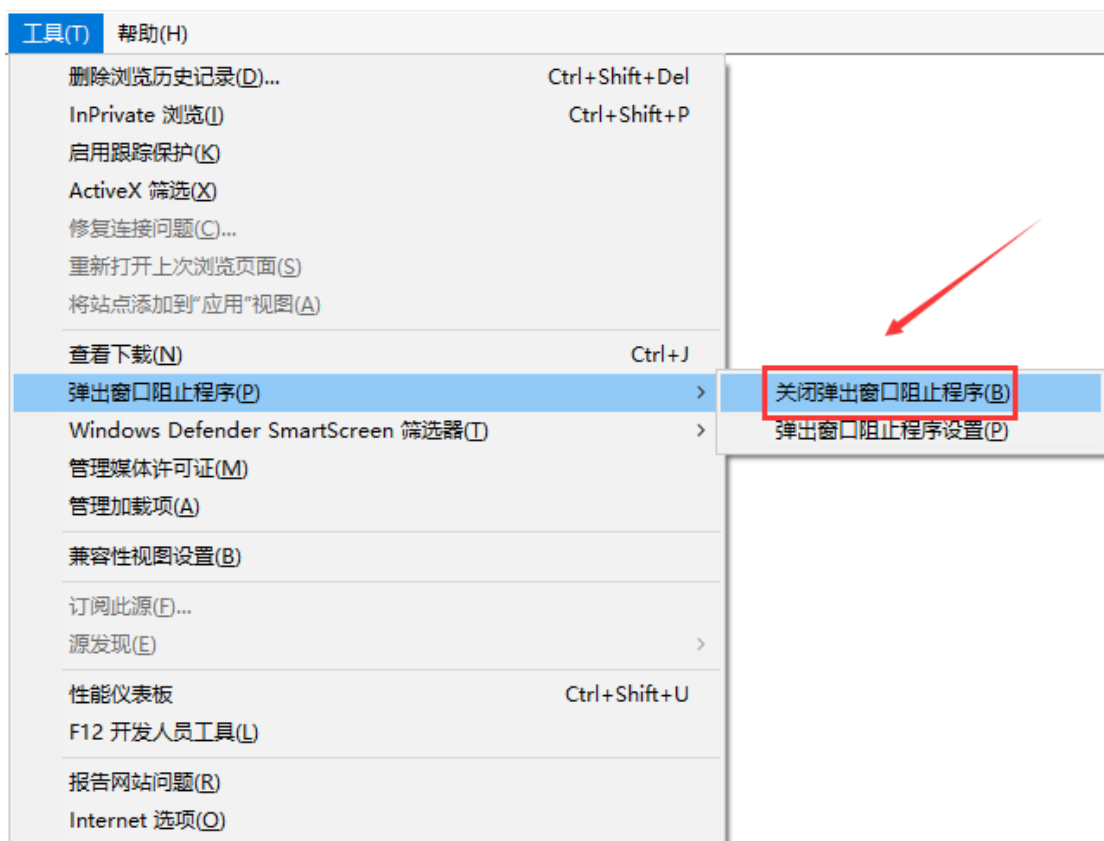 工具(T) 帮助(H)
删除浏览历史记录(D)... Ctrl+Shift+Del
InPrivate 浏览(I) Ctrl+Shift+P
启用跟踪保护(K)
ActiveX 筛选(X)
修复连接问题(C)...
重新打开上次浏览页面(S)
将站点添加到“应用”视图(A)
查看下载(N) Ctrl+J
弹出窗口阻止程序(P) 关闭弹出窗口阻止程序(B)
Windows Defender SmartScreen 筛选器(T) 弹出窗口阻止程序设置(P)
管理媒体许可证(M)
管理加载项(A)
兼容性视图设置(B)
订阅此源(F)...
源发现(E)
性能仪表板 Ctrl+Shift+U
F12 开发人员工具(L)
报告网站问题(R)
Internet 选项(O)